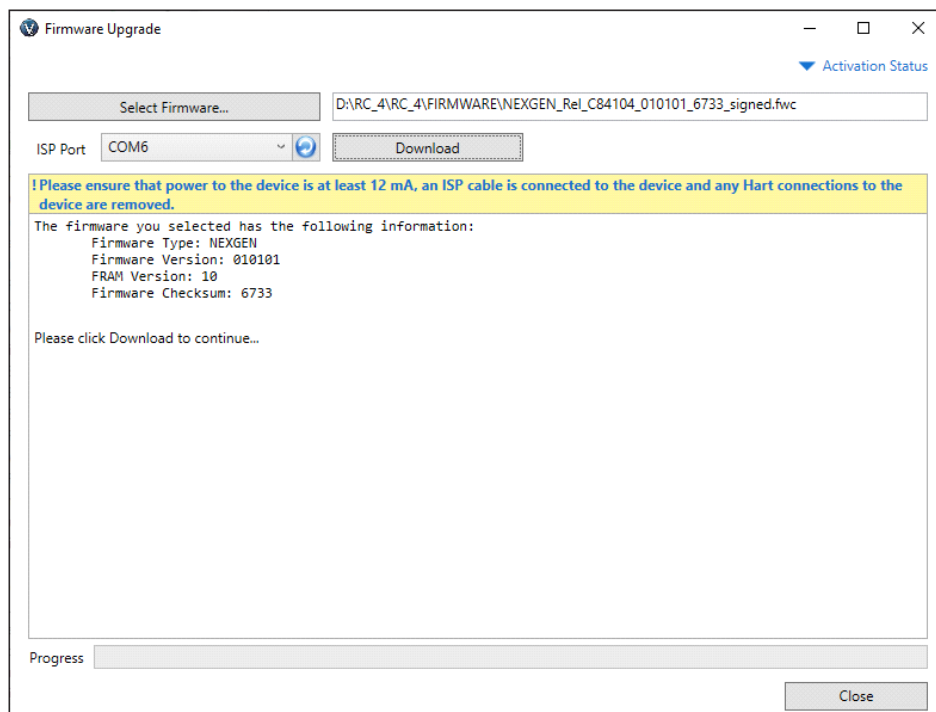 Firmware Upgrade
Activation Status
Select Firmware...
D:\RC_4\RC_4\FIRMWARE\NEXGEN_Rel_C84104_010101_6733_signed.fwc
ISP Port
COM6
Download
! Please ensure that power to the device is at least 12 mA, an ISP cable is connected to the device and any Hart connections to the
device are removed.
The firmware you selected has the following information:
Firmware Type: NEXGEN
Firmware Version: 010101
FRAM Version: 10
Firmware Checksum: 6733
Please click Download to continue...
Progress
Close